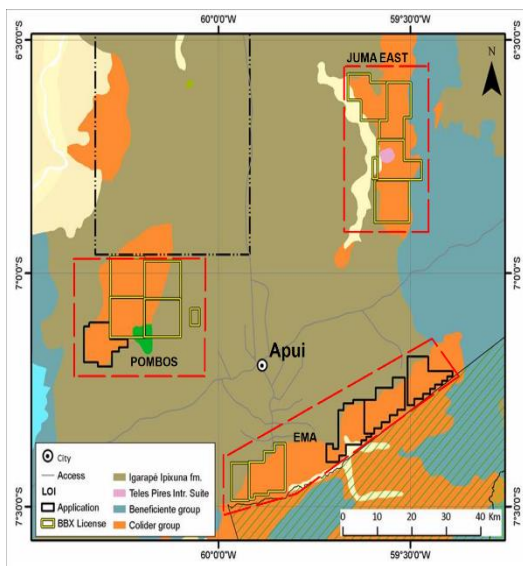 60°0'0"W
59°30'0"W
6°30'0"S
6°30'0"S
JUMA EAST
N
7°0'0"S
7°0'0"S
POMBOS
Apui
EMA
City
Access
LOI
Application
BBX License
Igarapé Ipixuna fm.
Teles Pires Intr. Suite
Beneficiente group
Colider group
0 10 20 30 40 Km
7°30'0"S
7°30'0"S
60°0'0"W
59°30'0"W